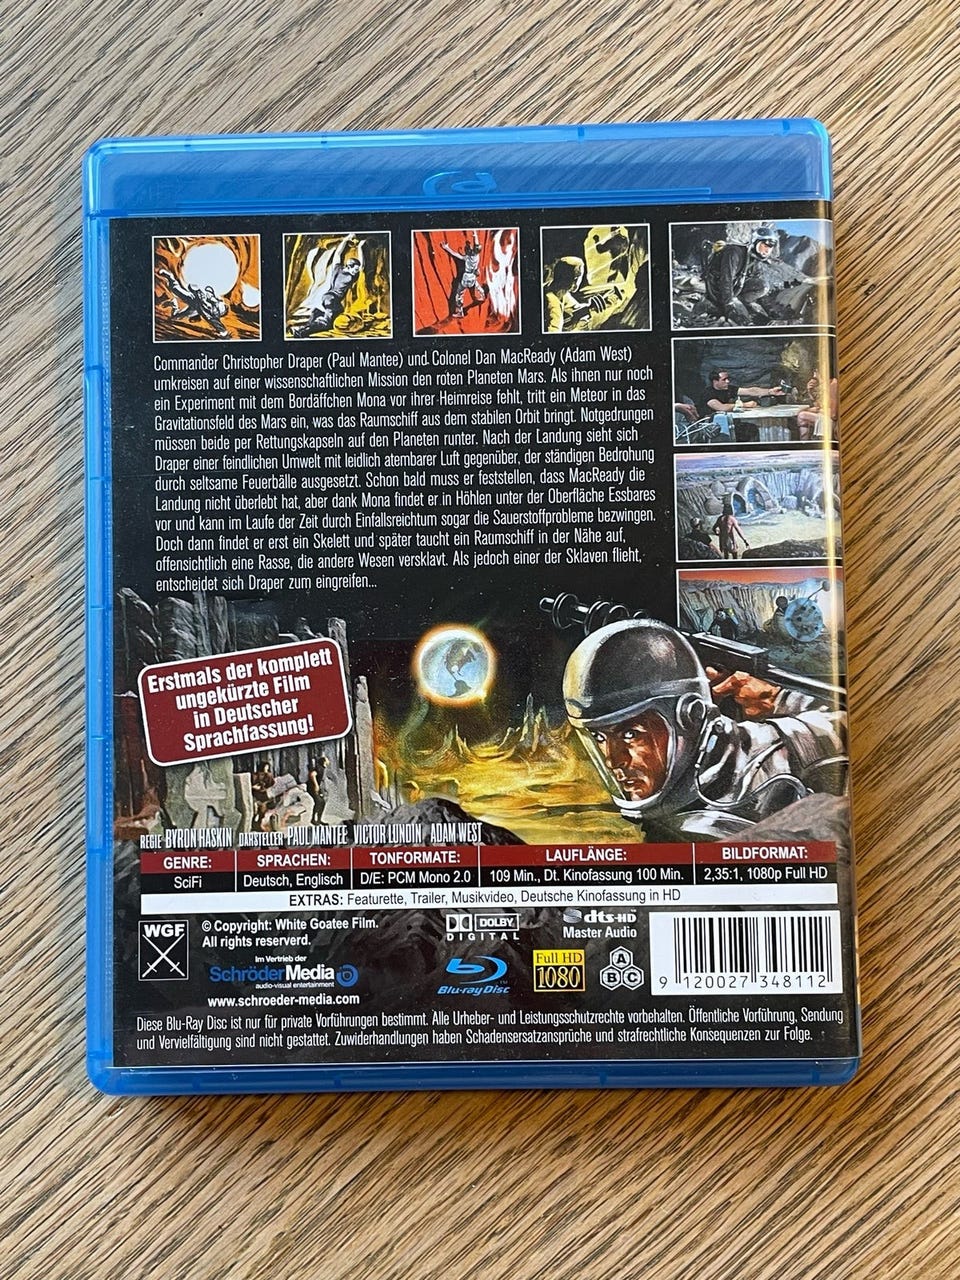 Commander Christopher Draper (Paul Mantee) und Colonel Dan MacReady (Adam West)
umkreisen auf einer wissenschaftlichen Mission den roten Planeten Mars. Als ihnen nur noch
ein Experiment mit dem Bordäffchen Mona vor ihrer Heimreise fehlt, tritt ein Meteor in das
Gravitationsfeld des Mars ein, was das Raumschiff aus dem stabilen Orbit bringt. Notgedrungen
müssen beide per Rettungskapseln auf den Planeten runter. Nach der Landung sieht sich
Draper einer feindlichen Umwelt mit leidlich atembarer Luft gegenüber, der ständigen Bedrohung
durch seltsame Feuerbälle ausgesetzt. Schon bald muss er feststellen, dass MacReady die
Landung nicht überlebt hat, aber dank Mona findet er in Höhlen unter der Oberfläche Essbares
vor und kann im Laufe der Zeit durch Einfallsreichtum sogar die Sauerstoffprobleme bezwingen.
Doch dann findet er erst ein Skelett und später taucht ein Raumschiff in der Nähe auf,
offensichtlich eine Rasse, die andere Wesen versklavt. Als jedoch einer der Sklaven flieht,
entscheidet sich Draper zum eingreifen...
Erstmals der komplett
ungekürzte Film
in Deutscher
Sprachfassung!
REGIE BYRON HASKIN DARSTELLER PAUL MANTEE VICTOR LUNDIN ADAM WEST
GENRE: SPRACHEN: TONFORMATE: LAUFLÄNGE: BILDFORMAT:
SciFi Deutsch, Englisch D/E: PCM Mono 2.0 109 Min., Dt. Kinofassung 100 Min. 2,35:1, 1080p Full HD
EXTRAS: Featurette, Trailer, Musikvideo, Deutsche Kinofassung in HD
WGF
© Copyright: White Goatee Film.
All rights reserverd.
Im Vertrieb der
SchröderMedia
audio-visual entertainment
www.schroeder-media.com
DOLBY
DIGITAL
dts-HD
Master Audio
Blu-ray Disc
Full HD
1080
A
B C
9 120027 348112
Diese Blu-Ray Disc ist nur für private Vorführungen bestimmt. Alle Urheber- und Leistungsschutzrechte vorbehalten. Öffentliche Vorführung, Sendung
und Vervielfältigung sind nicht gestattet. Zuwiderhandlungen haben Schadensersatzansprüche und strafrechtliche Konsequenzen zur Folge.